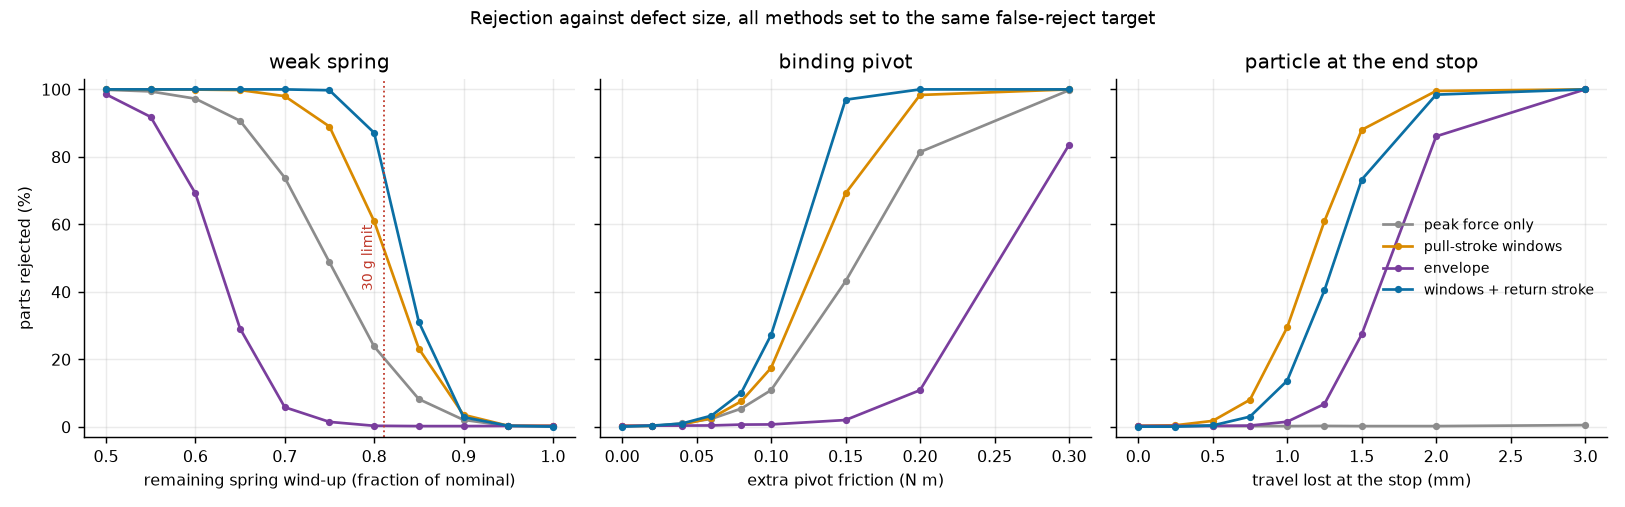 Rejection against defect size, all methods set to the same false-reject target
weak spring
binding pivot
particle at the end stop
parts rejected (%)
100
80
60
40
20
0
30 g limit
peak force only
pull-stroke windows
envelope
windows + return stroke
0.5 0.6 0.7 0.8 0.9 1.0
0.00 0.05 0.10 0.15 0.20 0.25 0.30
0.0 0.5 1.0 1.5 2.0 2.5 3.0
remaining spring wind-up (fraction of nominal)
extra pivot friction (N m)
travel lost at the stop (mm)